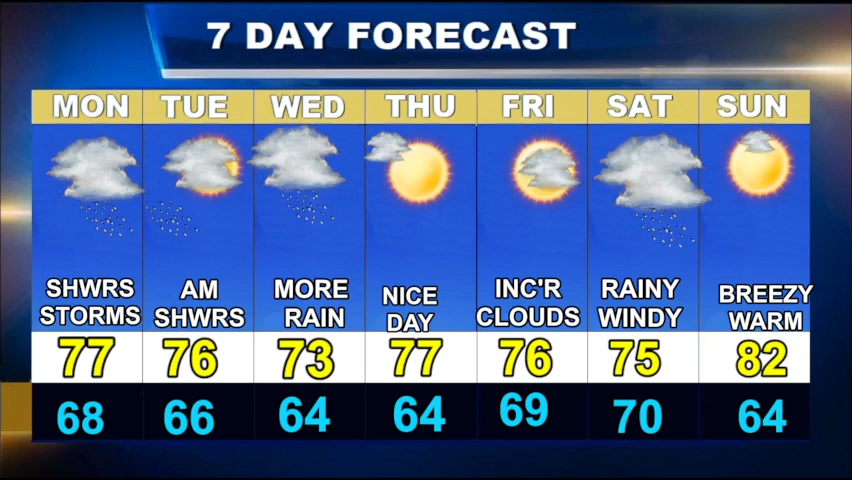 7 DAY FORECAST
MON TUE WED THU FRI SAT SUN
SHWRS STORMS
AM SHWRS
MORE RAIN
NICE DAY
INC'R CLOUDS
RAINY WINDY
BREEZY WARM
77 76 73 77 76 75 82
68 66 64 64 69 70 64